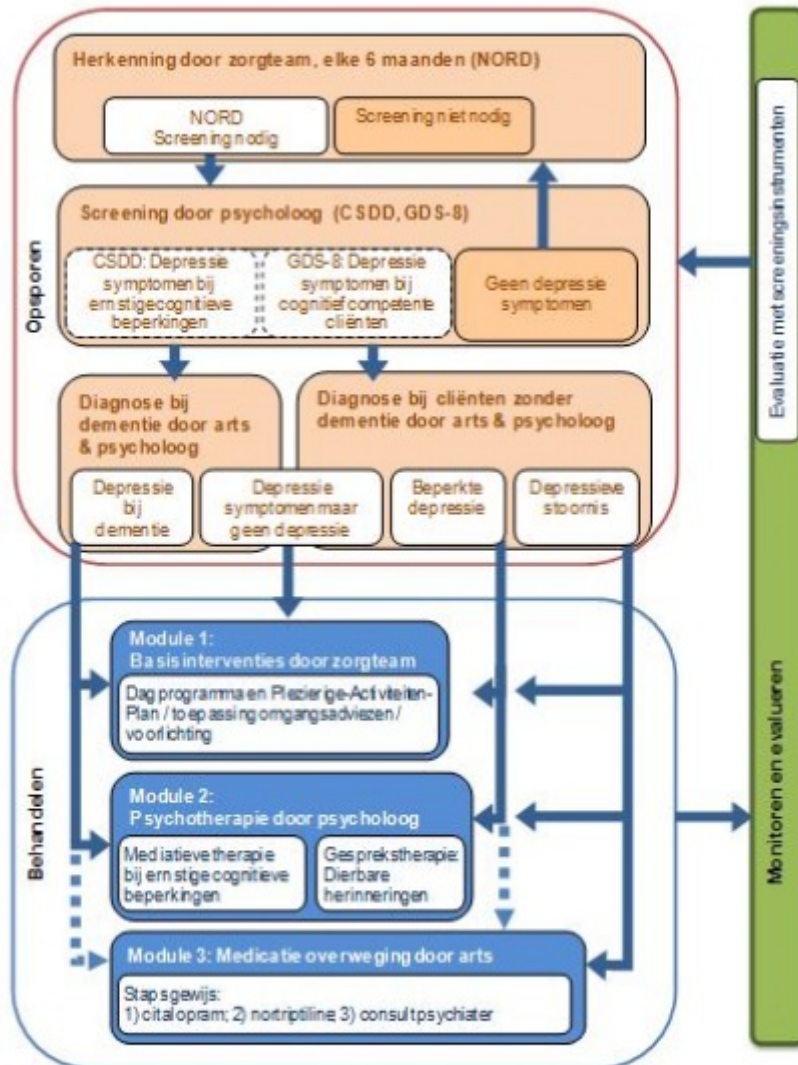 Herkenning door zorgteam, elke 6 maanden (NORD)
NORD
Screening nodig
Screening niet nodig
Screening door psycholoog (CSDD, GDS-8)
CSDD: Depressie
symptomen bij
ernstige cognitieve
beperkingen
GDS-8: Depressie
symptomen bij
cognitief competente
cliënten
Geen depressie
symptomen
Opsporen
Diagnose bij
dementie door arts
& psycholoog
Diagnose bij cliënten zonder
dementie door arts & psycholoog
Depressie
bij
dementie
Depressie
symptomen maar
geen depressie
Beperkte
depressie
Depressieve
stoornis
Module 1:
Basisinterventies door zorgteam
Dagprogramma en Plezierige-Activiteiten-
Plan / toepassing omgangsadviezen /
voorlichting
Module 2:
Psychotherapie door psycholoog
Mediatieve therapie
bij ernstige cognitieve
beperkingen
Gesprekstherapie:
Dierbare
herinneringen
Module 3: Medicatie overweging door arts
Stapsgewijs:
1) citalopram; 2) nortriptiline; 3) consult psychiater
Behandelen
Evaluatie met screeningsinstrumenten
Monitoren en evalueren